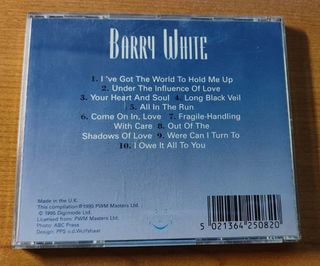 BARRY WHITE
1. I've Got The World To Hold Me Up
2. Under The Influence Of Love
3. Your Heart And Soul 4. Long Black Veil
5. All In The Run
6. Come On In, Love 7. Fragile-Handling
With Care 8. Out Of The
Shadows Of Love 9. Were Can I Turn To
10. I Owe It All To You
Made in the U.K.
This compilation ℗ 1995 PWM Masters Ltd.
© 1995 Digimode Ltd.
Licensed from: PWM Masters Ltd.
Photo: ABC Press
Design: PPS v.d.Wulfshaar
5 021364 250820